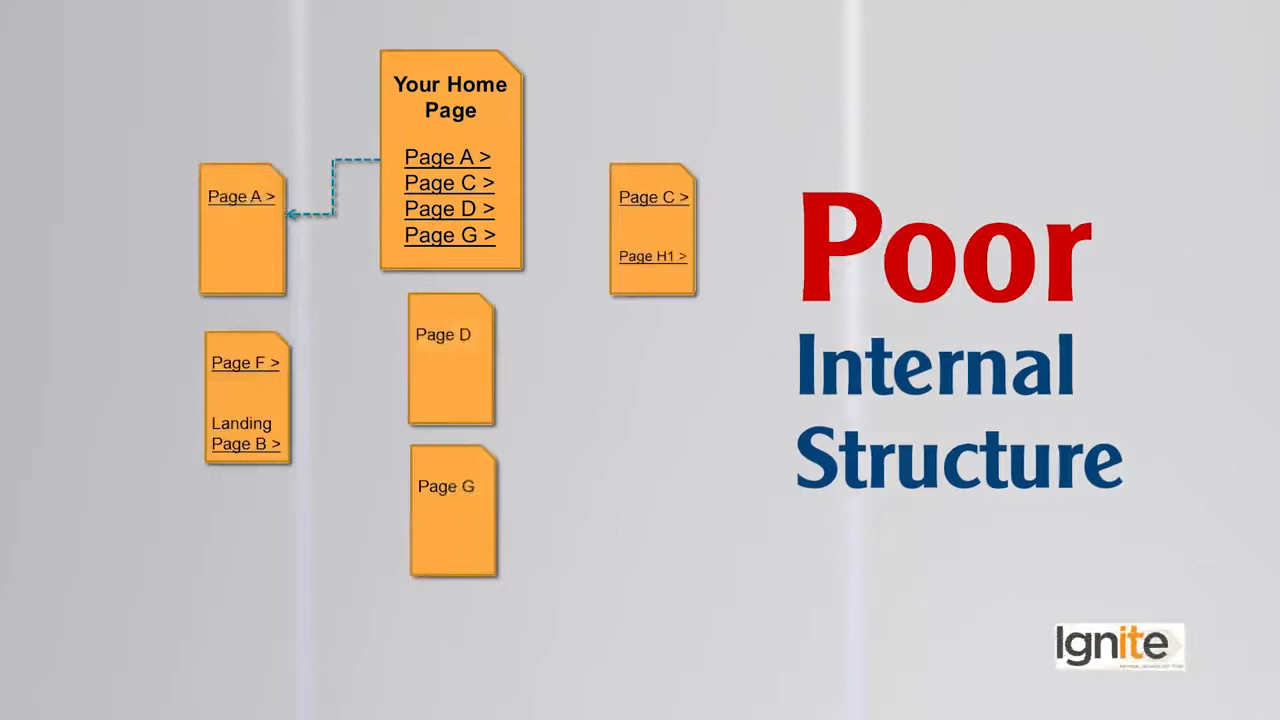 Your Home
Page
Page A >
Page C >
Page D >
Page G >
Page A >
Page C >
Page H1 >
Page D
Page F >
Landing
Page B >
Page G
Poor
Internal
Structure
Ignite